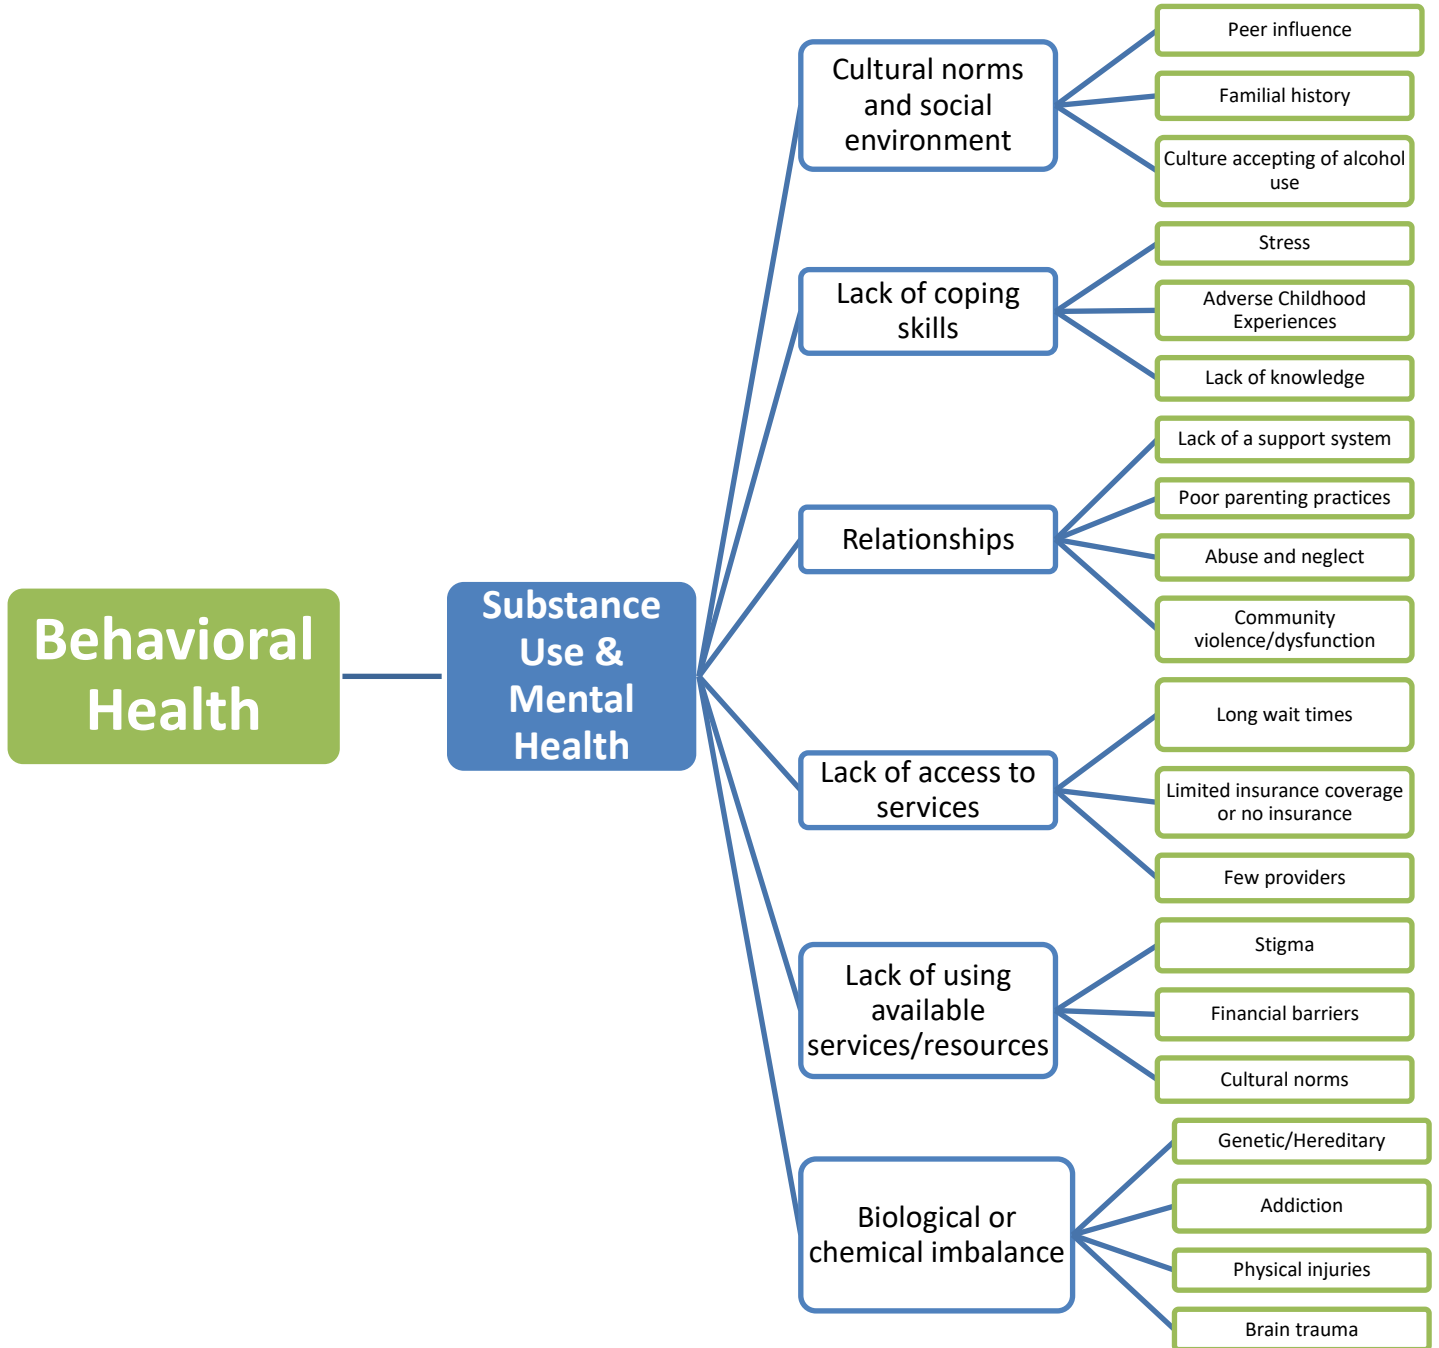 Behavioral
Health
Substance
Use &
Mental
Health
Cultural norms
and social
environment
Peer influence
Familial history
Culture accepting of alcohol
use
Lack of coping
skills
Stress
Adverse Childhood
Experiences
Lack of knowledge
Relationships
Lack of a support system
Poor parenting practices
Abuse and neglect
Community
violence/dysfunction
Lack of access to
services
Long wait times
Limited insurance coverage
or no insurance
Few providers
Lack of using
available
services/resources
Stigma
Financial barriers
Cultural norms
Biological or
chemical imbalance
Genetic/Hereditary
Addiction
Physical injuries
Brain trauma